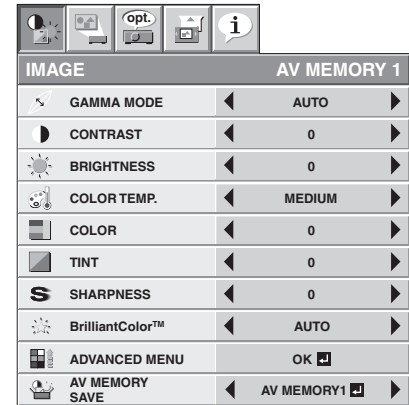 opt.
i
IMAGE AV MEMORY 1
GAMMA MODE AUTO
CONTRAST 0
BRIGHTNESS 0
COLOR TEMP. MEDIUM
COLOR 0
TINT 0
S SHARPNESS 0
BrilliantColor™ AUTO
ADVANCED MENU OK
AV MEMORY
SAVE AV MEMORY1